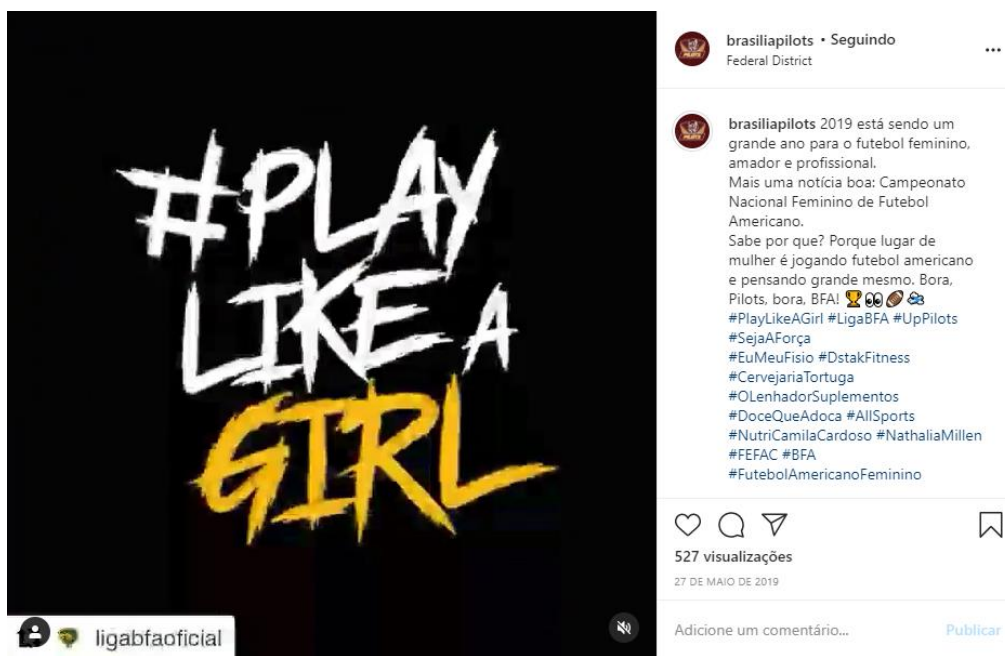 #PLAY
LIKE A
GIRL
ligabfaoficial
brasiliapilots • Seguindo
Federal District
brasiliapilots 2019 está sendo um
grande ano para o futebol feminino,
amador e profissional.
Mais uma notícia boa: Campeonato
Nacional Feminino de Futebol
Americano.
Sabe por que? Porque lugar de
mulher é jogando futebol americano
e pensando grande mesmo. Bora,
Pilots, bora, BFA! 🏆👀🏈
#PlayLikeAGirl #LigaBFA #UpPilots
#SejaAForça
#EuMeuFisio #DstakFitness
#CervejariaTortuga
#OLenhadorSuplementos
#DoceQueAdoca #AllSports
#NutriCamilaCardoso #NathaliaMillen
#FEFAC #BFA
#FutebolAmericanoFeminino
527 visualizações
27 DE MAIO DE 2019
Adicione um comentário...
Publicar